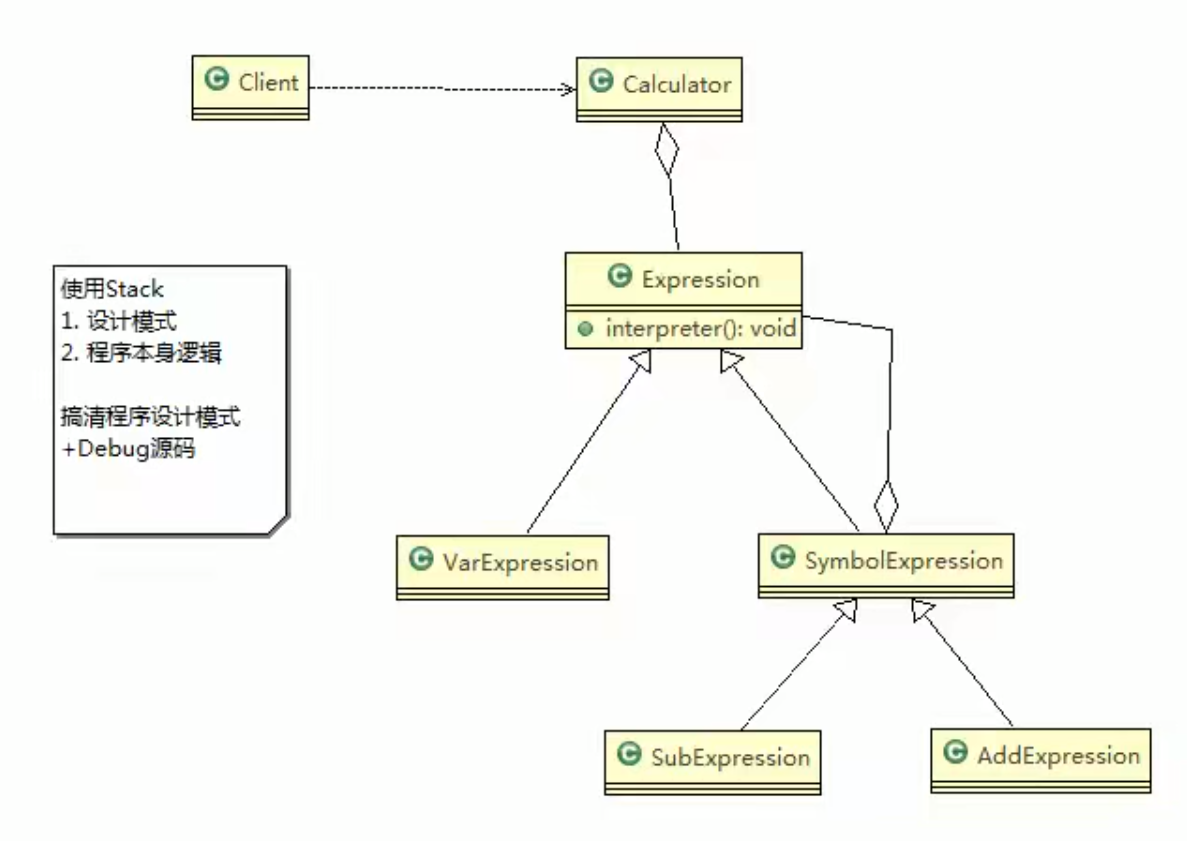 Client
Calculator
Expression
interpreter(): void
使用Stack
1. 设计模式
2. 程序本身逻辑
搞清程序设计模式
+Debug源码
VarExpression
SymbolExpression
SubExpression
AddExpression